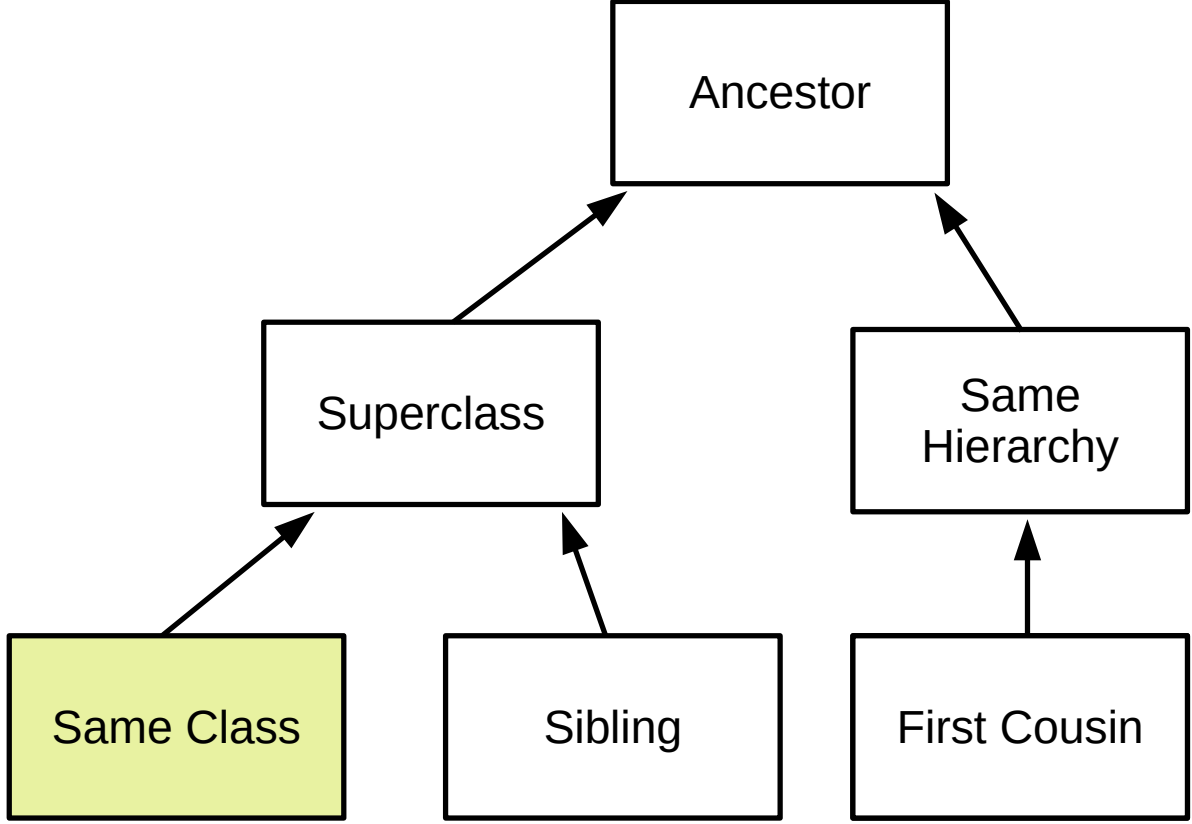 Ancestor
Superclass
Same
Hierarchy
Same Class
Sibling
First Cousin